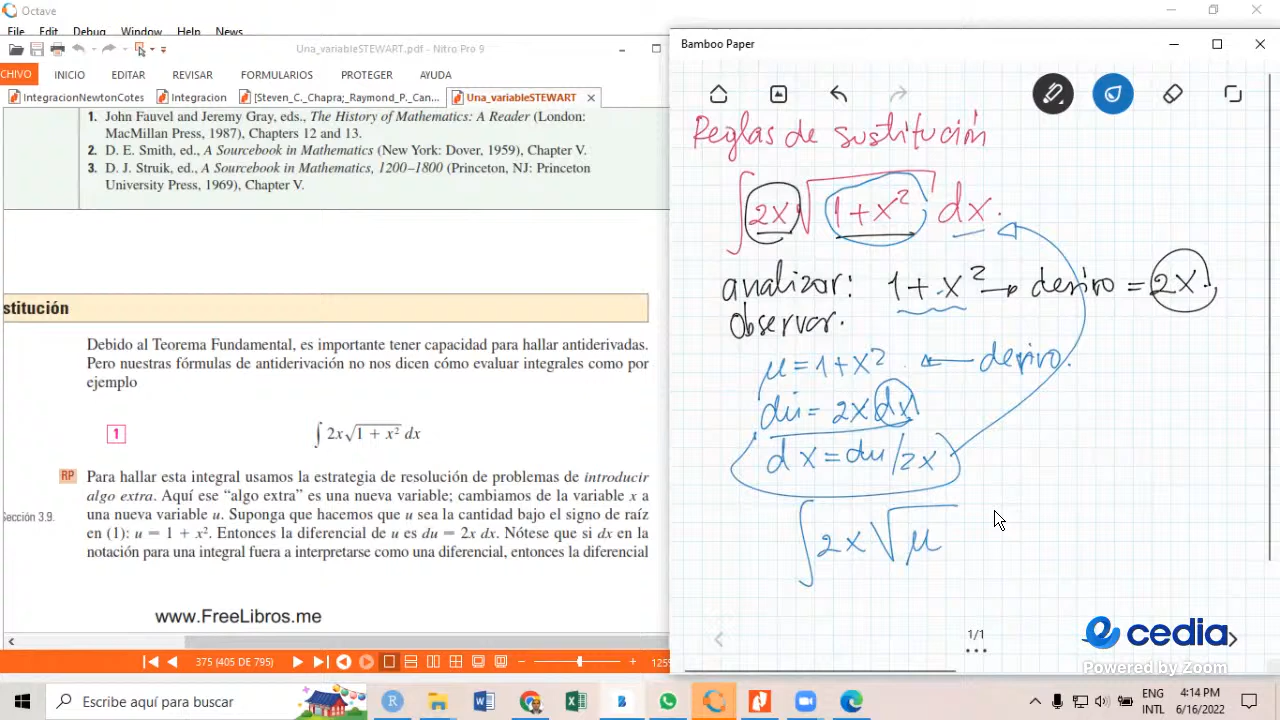 Octave
File Edit Debug Window Help News
Una_variableSTEWART.pdf - Nitro Pro 9
CHIVO INICIO EDITAR REVISAR FORMULARIOS PROTEGER AYUDA
IntegracionNewtonCotes Integracion [Steven_C._Chapra;_Raymond_P._Can... Una_variableSTEWART
1. John Fauvel and Jeremy Gray, eds., The History of Mathematics: A Reader (London:
MacMillan Press, 1987), Chapters 12 and 13.
2. D. E. Smith, ed., A Sourcebook in Mathematics (New York: Dover, 1959), Chapter V.
3. D. J. Struik, ed., A Sourcebook in Mathematics, 1200–1800 (Princeton, NJ: Princeton
University Press, 1969), Chapter V.
stitución
Debido al Teorema Fundamental, es importante tener capacidad para hallar antiderivadas.
Pero nuestras fórmulas de antiderivación no nos dicen cómo evaluar integrales como por
ejemplo
1 ∫ 2x√(1 + x²) dx
RP Para hallar esta integral usamos la estrategia de resolución de problemas de introducir
algo extra. Aquí ese “algo extra” es una nueva variable; cambiamos de la variable x a
Sección 3.9. una nueva variable u. Suponga que hacemos que u sea la cantidad bajo el signo de raíz
en (1): u = 1 + x². Entonces la diferencial de u es du = 2x dx. Nótese que si dx en la
notación para una integral fuera a interpretarse como una diferencial, entonces la diferencial
www.FreeLibros.me
375 (405 DE 795)
Bamboo Paper
Reglas de sustitución
∫ 2x √(1+x²) dx.
analizar: 1+x² → derivo = 2x.
Observar.
μ = 1+x² ← derivo.
du = 2x dx
dx = du/2x
∫ 2x √μ
1/1
cedia
Powered by Zoom
Escribe aquí para buscar
ENG 4:14 PM
INTL 6/16/2022